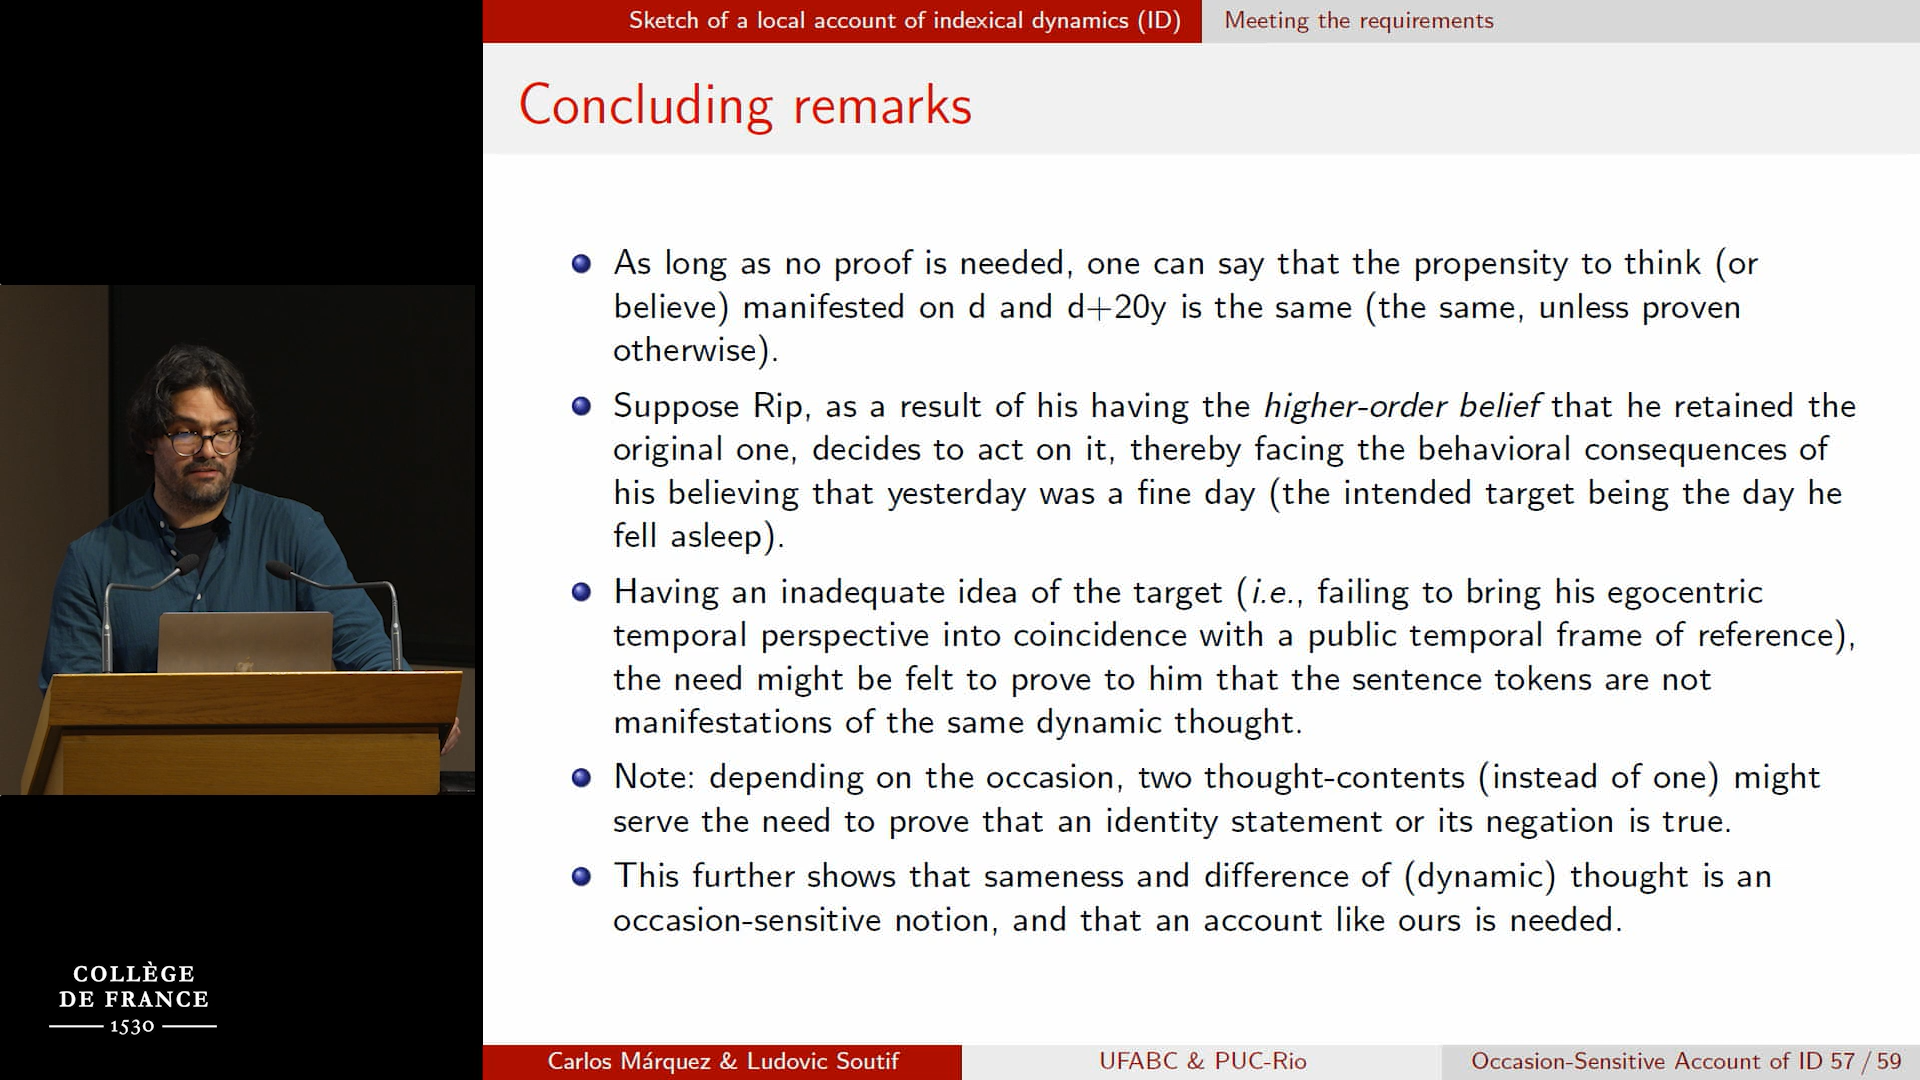 Sketch of a local account of indexical dynamics (ID)
Meeting the requirements
Concluding remarks
As long as no proof is needed, one can say that the propensity to think (or
believe) manifested on d and d+20y is the same (the same, unless proven
otherwise).
Suppose Rip, as a result of his having the higher-order belief that he retained the
original one, decides to act on it, thereby facing the behavioral consequences of
his believing that yesterday was a fine day (the intended target being the day he
fell asleep).
Having an inadequate idea of the target (i.e., failing to bring his egocentric
temporal perspective into coincidence with a public temporal frame of reference),
the need might be felt to prove to him that the sentence tokens are not
manifestations of the same dynamic thought.
Note: depending on the occasion, two thought-contents (instead of one) might
serve the need to prove that an identity statement or its negation is true.
This further shows that sameness and difference of (dynamic) thought is an
occasion-sensitive notion, and that an account like ours is needed.
COLLÈGE
DE FRANCE
1530
Carlos Márquez & Ludovic Soutif
UFABC & PUC-Rio
Occasion-Sensitive Account of ID 57 / 59